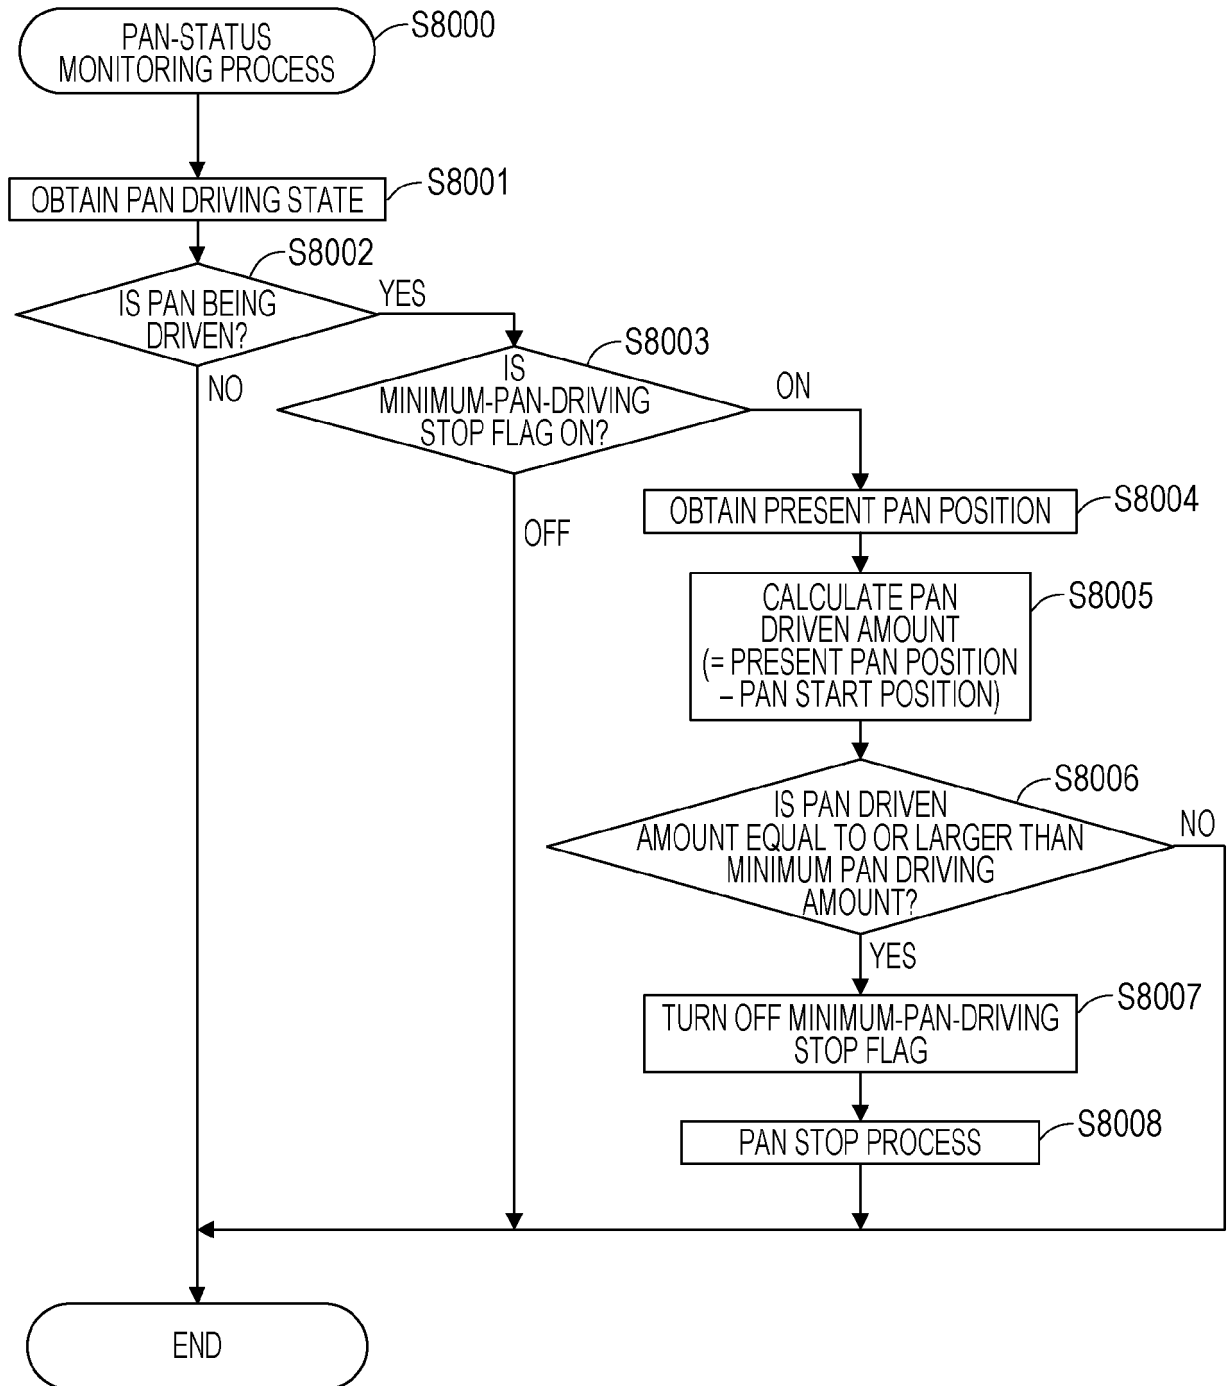 PAN-STATUS
MONITORING PROCESS
S8000
OBTAIN PAN DRIVING STATE
S8001
S8002
IS PAN BEING
DRIVEN?
YES
NO
S8003
IS
MINIMUM-PAN-DRIVING
STOP FLAG ON?
ON
OFF
OBTAIN PRESENT PAN POSITION
S8004
CALCULATE PAN
DRIVEN AMOUNT
(= PRESENT PAN POSITION
– PAN START POSITION)
S8005
S8006
IS PAN DRIVEN
AMOUNT EQUAL TO OR LARGER THAN
MINIMUM PAN DRIVING
AMOUNT?
NO
YES
TURN OFF MINIMUM-PAN-DRIVING
STOP FLAG
S8007
PAN STOP PROCESS
S8008
END